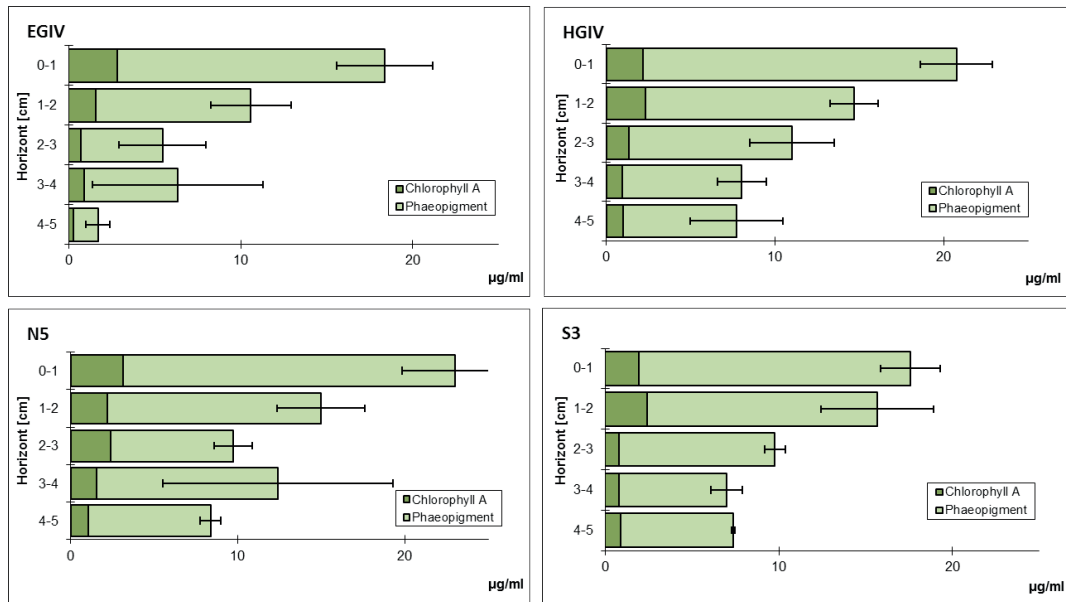 EGIV
Horizont [cm]
0-1
1-2
2-3
3-4
4-5
Chlorophyll A
Phaeopigment
0 10 20
µg/ml
HGIV
Horizont [cm]
0-1
1-2
2-3
3-4
4-5
Chlorophyll A
Phaeopigment
0 10 20
µg/ml
N5
Horizont [cm]
0-1
1-2
2-3
3-4
4-5
Chlorophyll A
Phaeopigment
0 10 20
µg/ml
S3
Horizont [cm]
0-1
1-2
2-3
3-4
4-5
Chlorophyll A
Phaeopigment
0 10 20
µg/ml